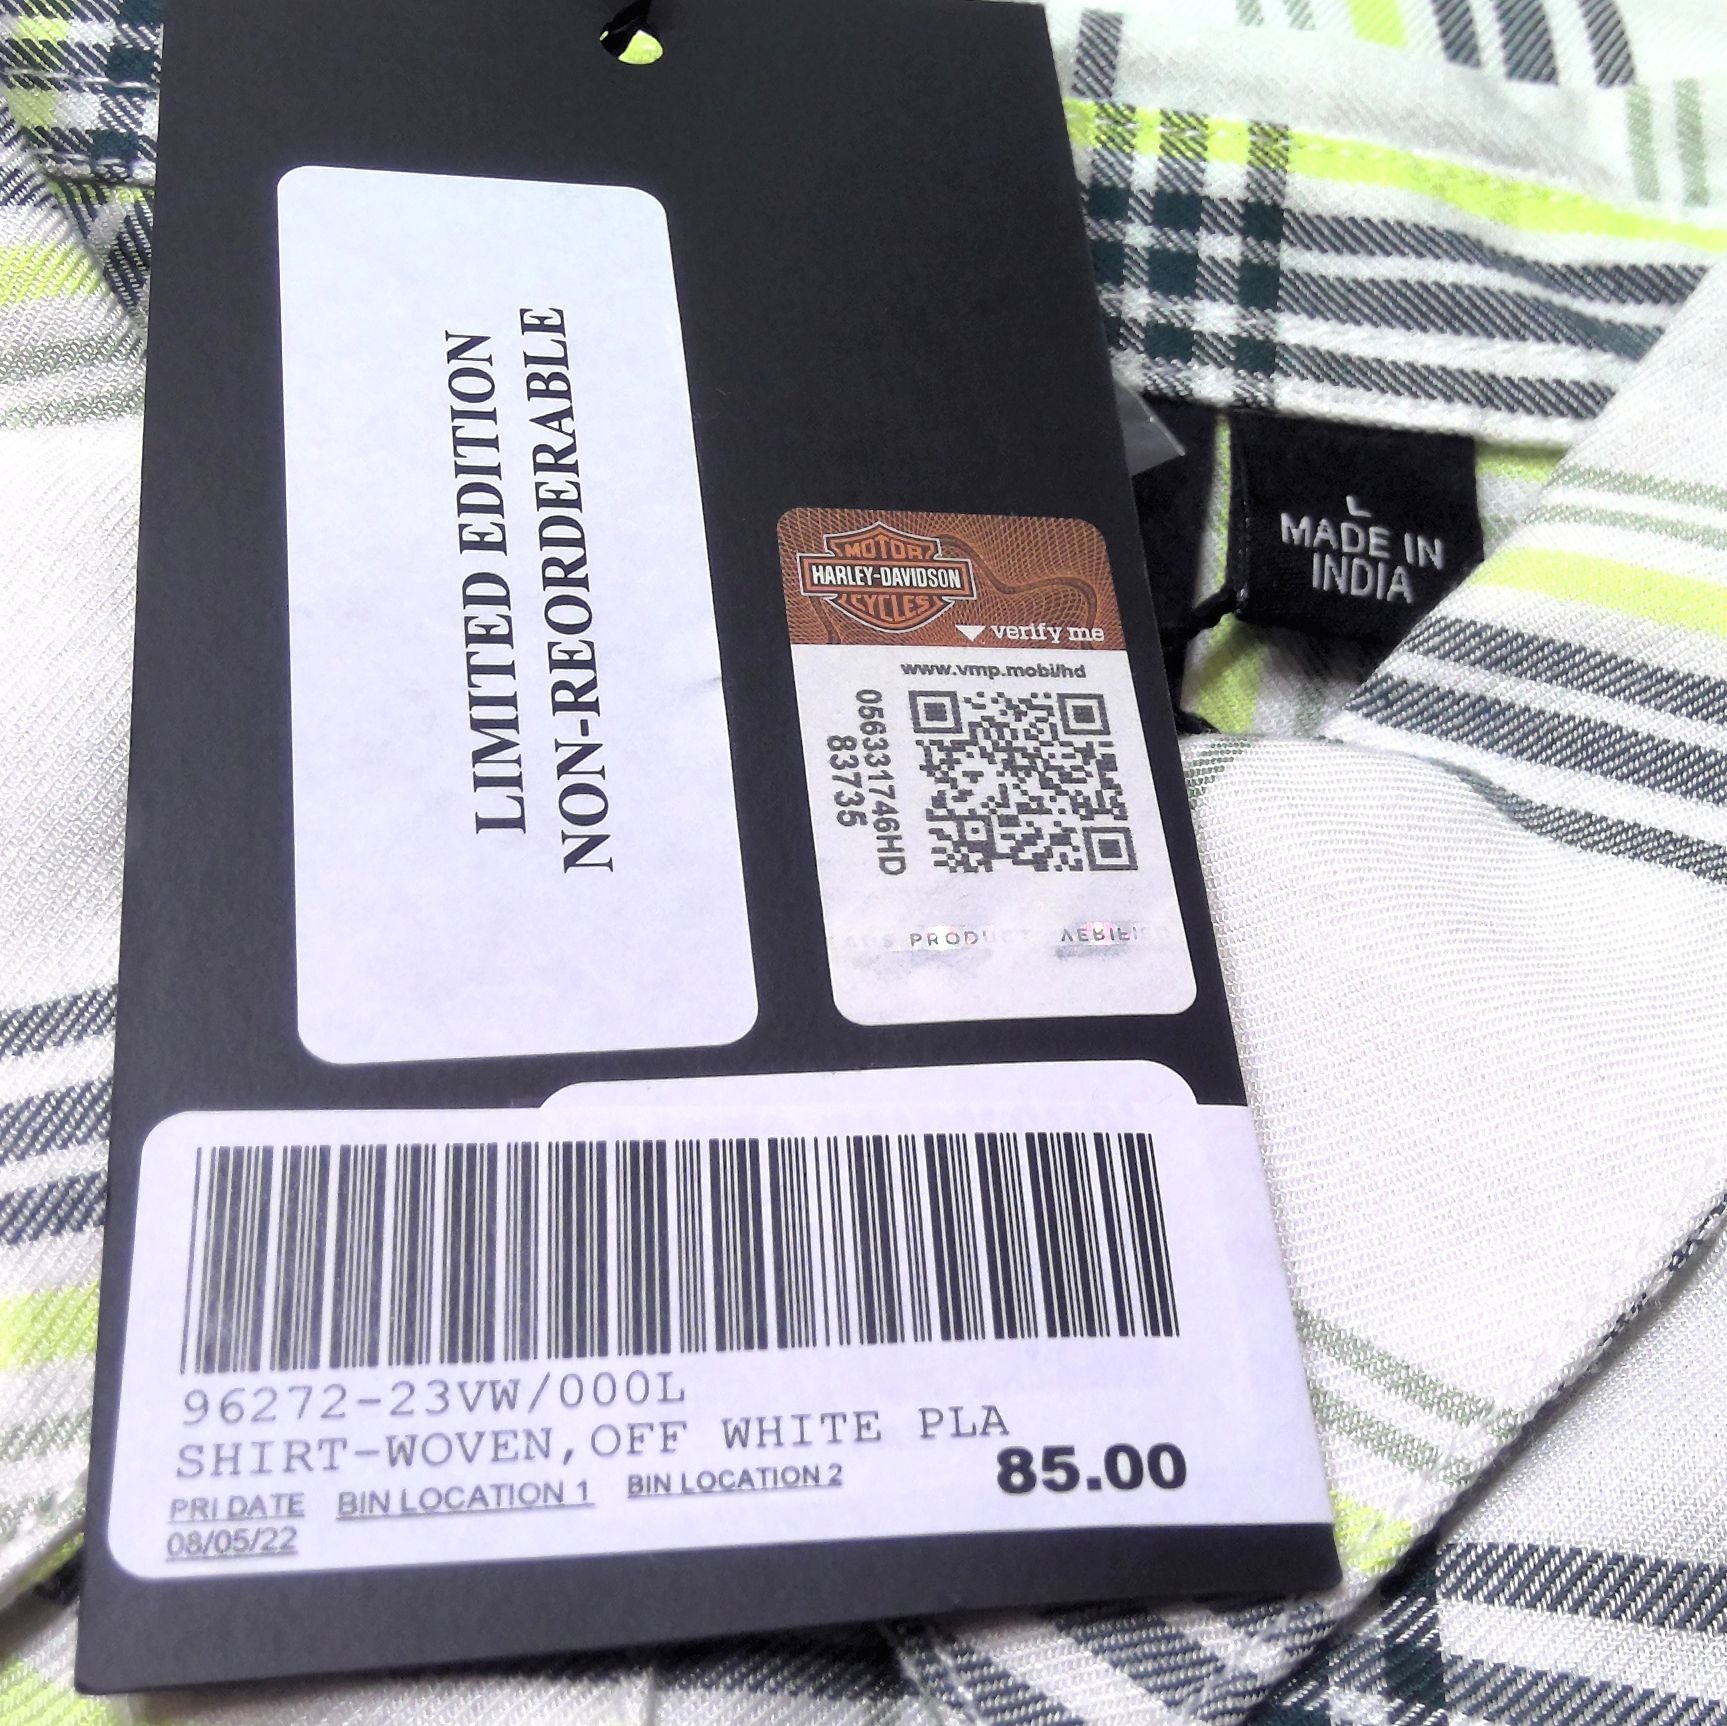 LIMITED EDITION
NON-REORDERABLE
MOTOR
HARLEY-DAVIDSON
CYCLES
verify me
www.vmp.mobi/hd
056331746HD
83735
PRODUCT VERIFIED
L
MADE IN
INDIA
96272-23VW/000L
SHIRT-WOVEN,OFF WHITE PLA
85.00
PRI DATE BIN LOCATION 1 BIN LOCATION 2
08/05/22